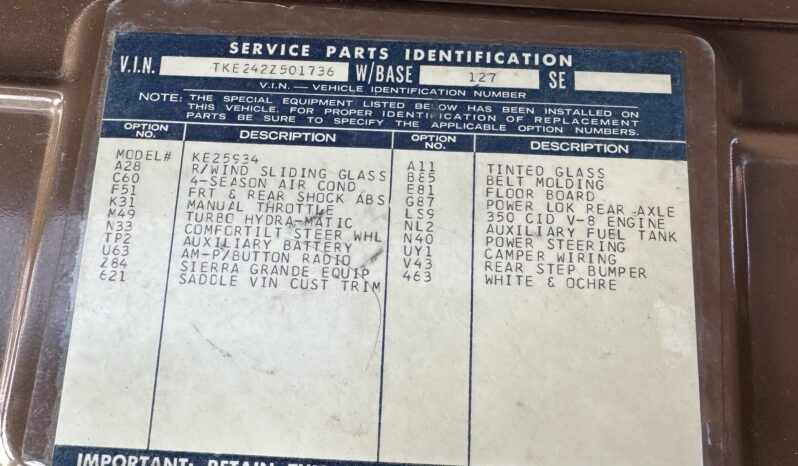 SERVICE PARTS IDENTIFICATION
V.I.N. TKE242Z501736 W/BASE 127 SE
V.I.N. — VEHICLE IDENTIFICATION NUMBER
NOTE: THE SPECIAL EQUIPMENT LISTED BELOW HAS BEEN INSTALLED ON
THIS VEHICLE. FOR PROPER IDENTIFICATION OF REPLACEMENT
PARTS BE SURE TO SPECIFY THE APPLICABLE OPTION NUMBERS.
OPTION NO. DESCRIPTION OPTION NO. DESCRIPTION
MODEL# KE25934
A28 R/WIND SLIDING GLASS A11 TINTED GLASS
C60 4-SEASON AIR COND B85 BELT MOLDING
F51 FRT & REAR SHOCK ABS E81 FLOOR BOARD
K31 MANUAL THROTTLE G87 POWER LOK REAR AXLE
M49 TURBO HYDRA-MATIC LS9 350 CID V-8 ENGINE
N33 COMFORTILT STEER WHL NL2 AUXILIARY FUEL TANK
TP2 AUXILIARY BATTERY N40 POWER STEERING
U63 AM-P/BUTTON RADIO UY1 CAMPER WIRING
Z84 SIERRA GRANDE EQUIP V43 REAR STEP BUMPER
621 SADDLE VIN CUST TRIM 463 WHITE & OCHRE
IMPORTANT: RETAIN